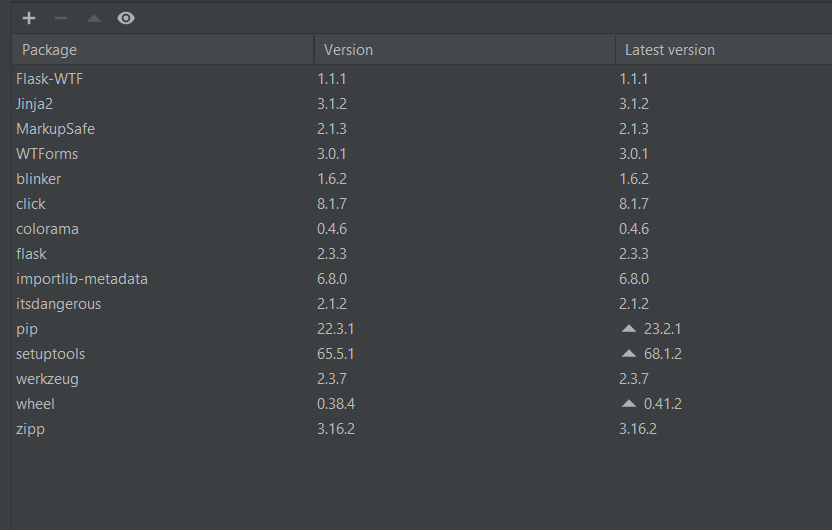 Package Version Latest version
Flask-WTF 1.1.1 1.1.1
Jinja2 3.1.2 3.1.2
MarkupSafe 2.1.3 2.1.3
WTForms 3.0.1 3.0.1
blinker 1.6.2 1.6.2
click 8.1.7 8.1.7
colorama 0.4.6 0.4.6
flask 2.3.3 2.3.3
importlib-metadata 6.8.0 6.8.0
itsdangerous 2.1.2 2.1.2
pip 22.3.1 23.2.1
setuptools 65.5.1 68.1.2
werkzeug 2.3.7 2.3.7
wheel 0.38.4 0.41.2
zipp 3.16.2 3.16.2